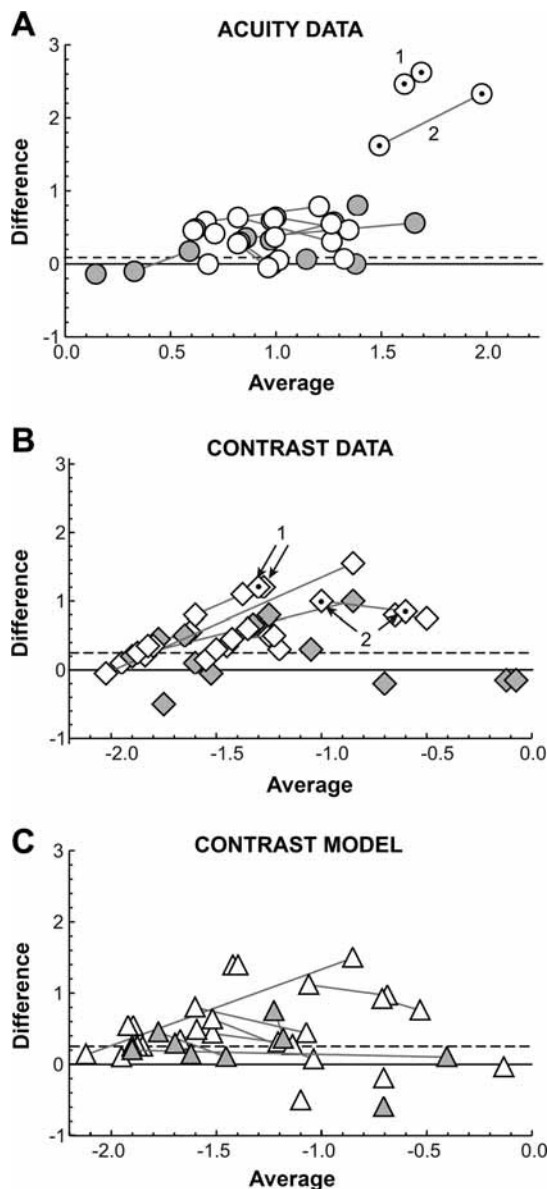 A
ACUITY DATA
3
2
1
0
-1
Difference
1
2
0.0 0.5 1.0 1.5 2.0
Average
B
CONTRAST DATA
3
2
1
0
-1
Difference
1
2
-2.0 -1.5 -1.0 -0.5 0.0
Average
C
CONTRAST MODEL
3
2
1
0
-1
Difference
-2.0 -1.5 -1.0 -0.5 0.0
Average